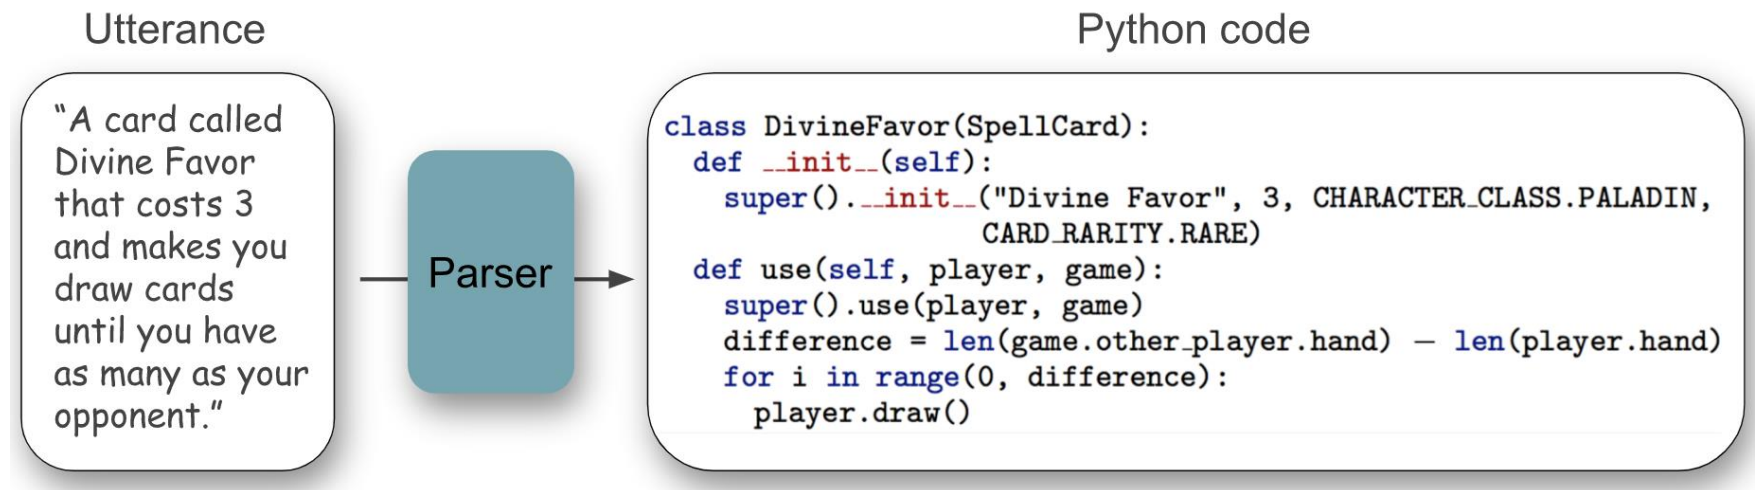 Utterance
Python code
“A card called
Divine Favor
that costs 3
and makes you
draw cards
until you have
as many as your
opponent.”
Parser
class DivineFavor(SpellCard):
  def __init__(self):
    super().__init__("Divine Favor", 3, CHARACTER_CLASS.PALADIN,
                     CARD_RARITY.RARE)
  def use(self, player, game):
    super().use(player, game)
    difference = len(game.other_player.hand) − len(player.hand)
    for i in range(0, difference):
      player.draw()